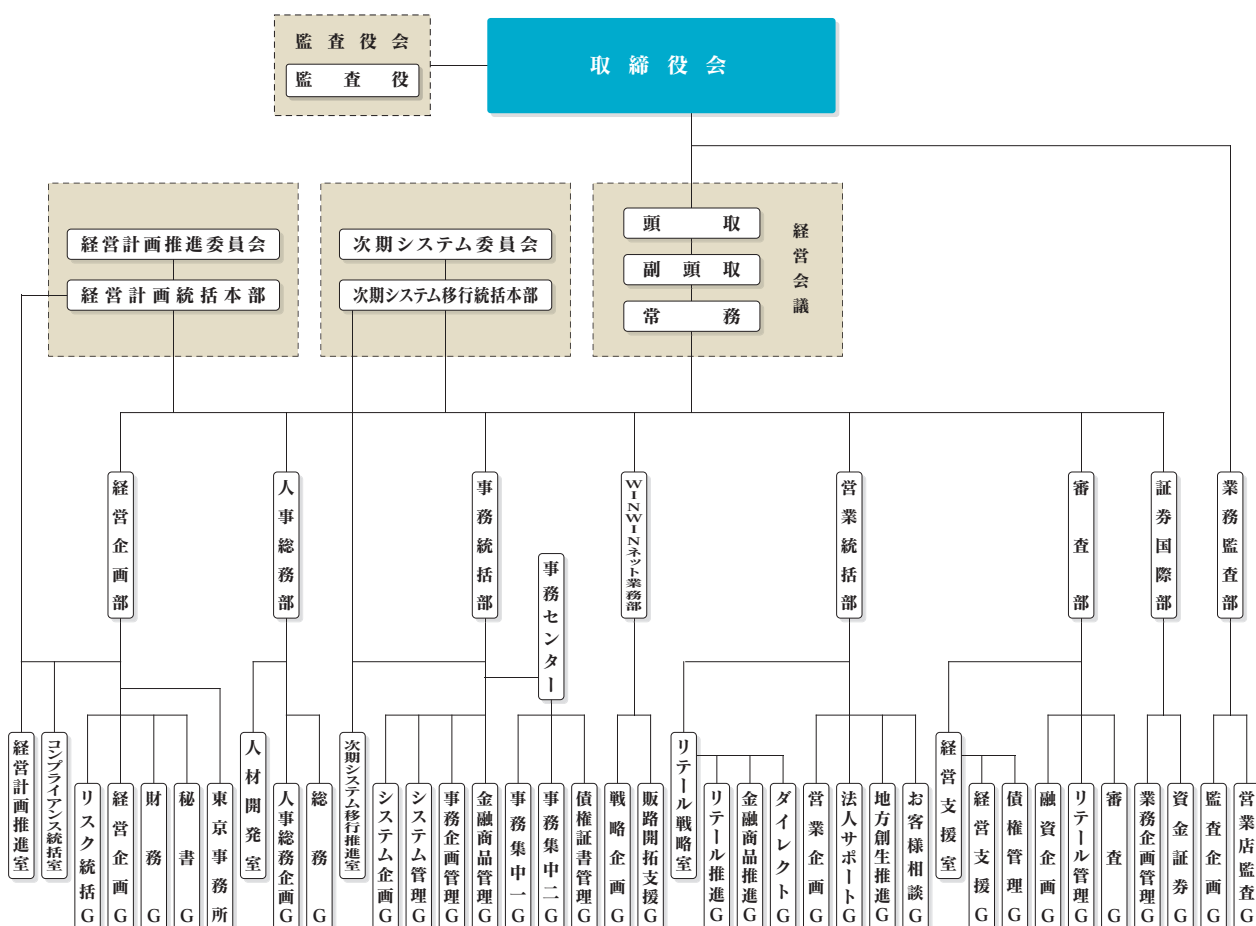 監査役会
監査役
取締役会
経営計画推進委員会
経営計画統括本部
次期システム委員会
次期システム移行統括本部
頭取
副頭取
常務
経営会議
経営企画部
人事総務部
事務統括部
事務センター
WINWINネット業務部
営業統括部
審査部
証券国際部
業務監査部
経営計画推進室
コンプライアンス統括室
リスク統括G
経営企画G
財務G
秘書G
東京事務所
人材開発室
人事総務企画G
総務G
次期システム移行推進室
システム企画G
システム管理G
事務企画管理G
金融商品管理G
事務集中一G
事務集中二G
債権証書管理G
戦略企画G
販路開拓支援G
リテール戦略室
リテール推進G
金融商品推進G
ダイレクトG
営業企画G
法人サポートG
地方創生推進G
お客様相談G
経営支援室
経営支援G
債権管理G
融資企画G
リテール管理G
審査G
業務企画管理G
資金証券G
監査企画G
営業店監査G